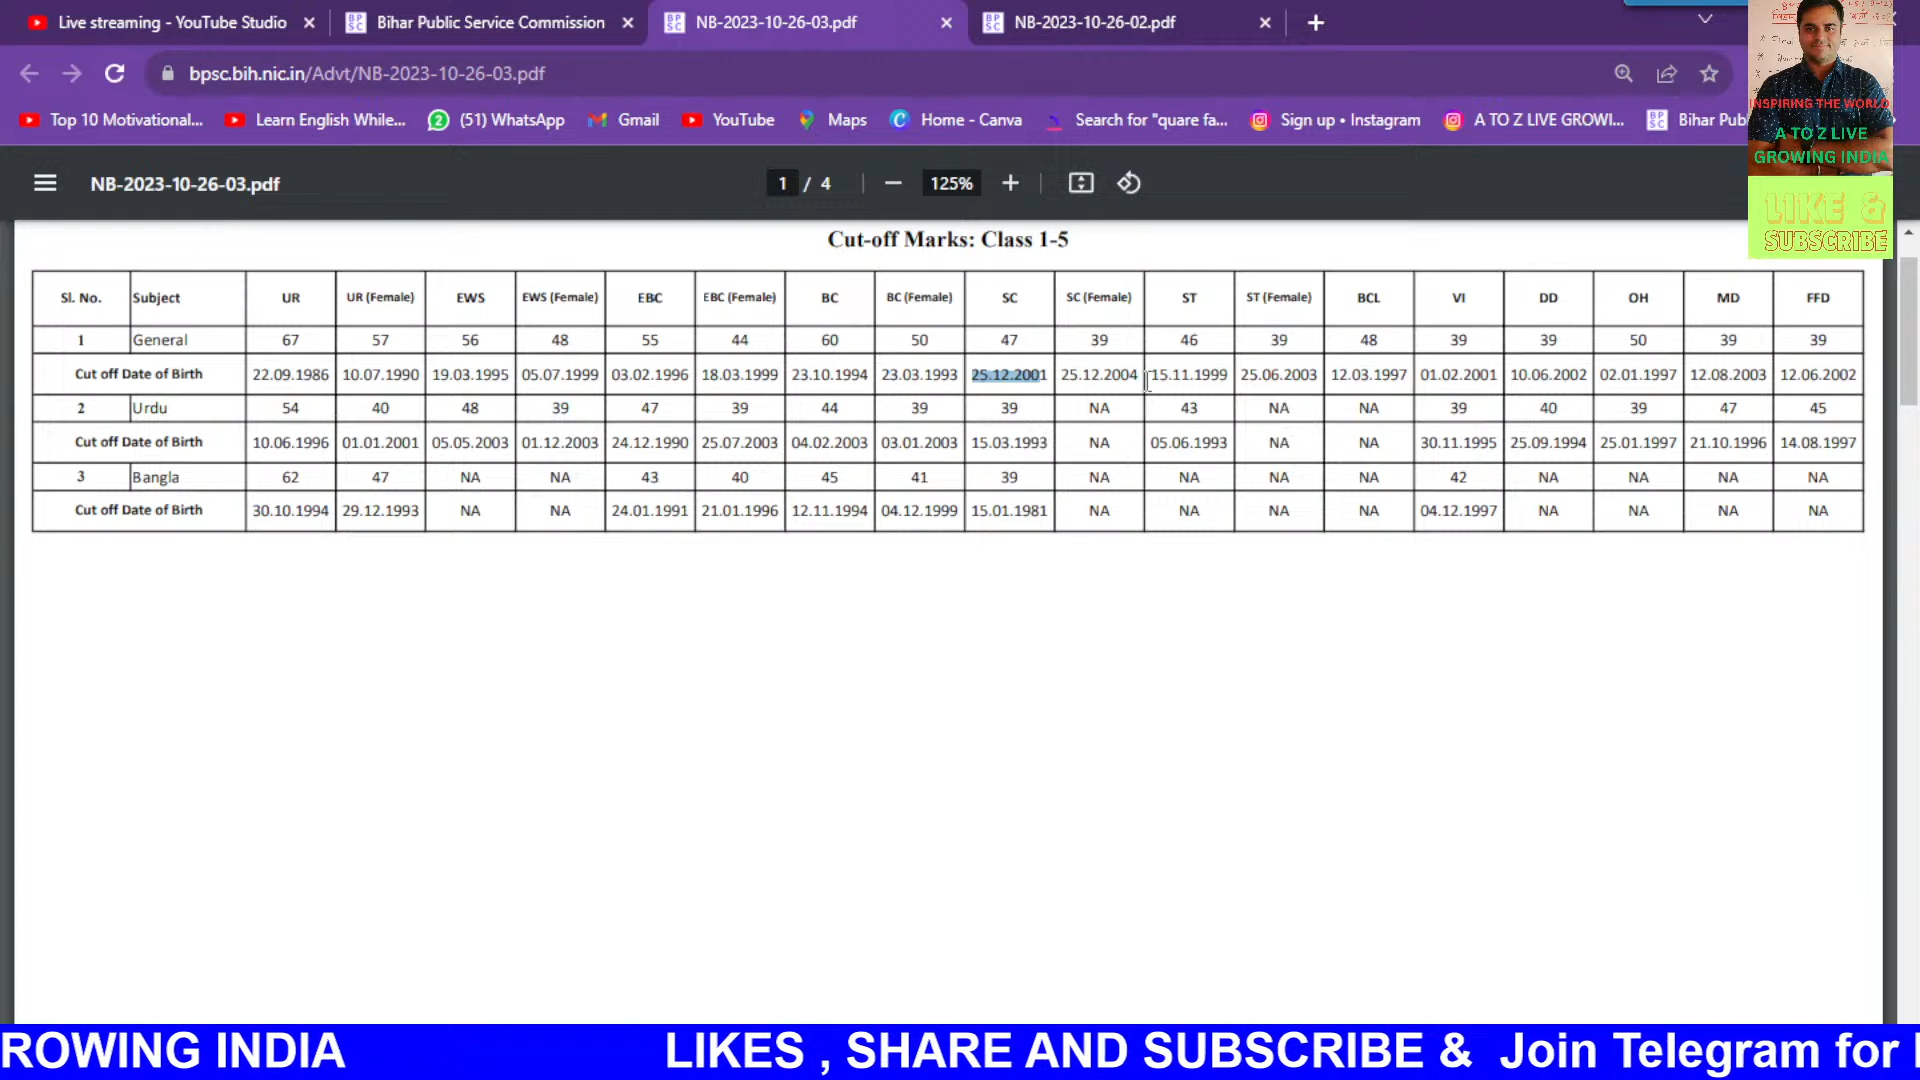 Live streaming - YouTube Studio
Bihar Public Service Commission
NB-2023-10-26-03.pdf
NB-2023-10-26-02.pdf
bpsc.bih.nic.in/Advt/NB-2023-10-26-03.pdf
Top 10 Motivational... Learn English While... (51) WhatsApp Gmail YouTube Maps Home - Canva Search for "quare fa... Sign up • Instagram A TO Z LIVE GROWI... Bihar Pub
INSPIRING THE WORLD
A TO Z LIVE
GROWING INDIA
LIKE &
SUBSCRIBE
NB-2023-10-26-03.pdf 1 / 4 125%
Cut-off Marks: Class 1-5
Sl. No. Subject UR UR (Female) EWS EWS (Female) EBC EBC (Female) BC BC (Female) SC SC (Female) ST ST (Female) BCL VI DD OH MD FFD
1 General 67 57 56 48 55 44 60 50 47 39 46 39 48 39 39 50 39 39
Cut off Date of Birth 22.09.1986 10.07.1990 19.03.1995 05.07.1999 03.02.1996 18.03.1999 23.10.1994 23.03.1993 25.12.2001 25.12.2004 15.11.1999 25.06.2003 12.03.1997 01.02.2001 10.06.2002 02.01.1997 12.08.2003 12.06.2002
2 Urdu 54 40 48 39 47 39 44 39 39 NA 43 NA NA 39 40 39 47 45
Cut off Date of Birth 10.06.1996 01.01.2001 05.05.2003 01.12.2003 24.12.1990 25.07.2003 04.02.2003 03.01.2003 15.03.1993 NA 05.06.1993 NA NA 30.11.1995 25.09.1994 25.01.1997 21.10.1996 14.08.1997
3 Bangla 62 47 NA NA 43 40 45 41 39 NA NA NA NA 42 NA NA NA NA
Cut off Date of Birth 30.10.1994 29.12.1993 NA NA 24.01.1991 21.01.1996 12.11.1994 04.12.1999 15.01.1981 NA NA NA NA 04.12.1997 NA NA NA NA
ROWING INDIA LIKES , SHARE AND SUBSCRIBE & Join Telegram for